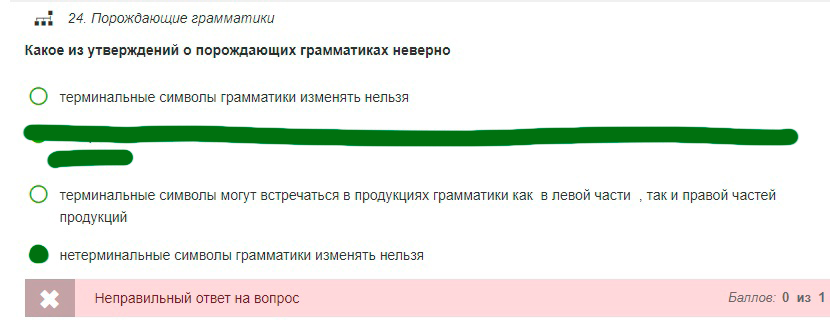 24. Порождающие грамматики
Какое из утверждений о порождающих грамматиках неверно
терминальные символы грамматики изменять нельзя
терминальные символы могут встречаться в продукциях грамматики как в левой части , так и правой частей
продукций
нетерминальные символы грамматики изменять нельзя
Неправильный ответ на вопрос
Баллов: 0 из 1